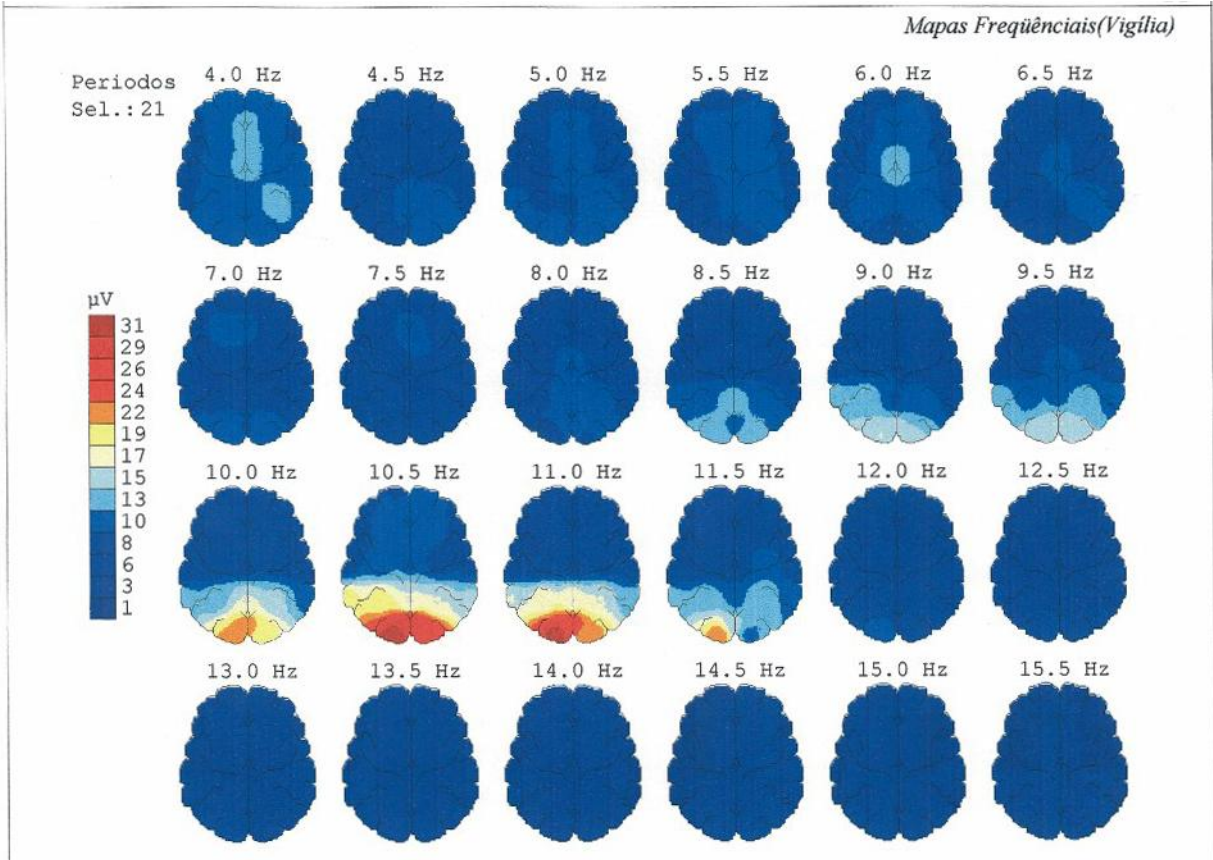 Mapas Freqüênciais(Vigília)
Periodos
Sel.:21
4.0 Hz 4.5 Hz 5.0 Hz 5.5 Hz 6.0 Hz 6.5 Hz
7.0 Hz 7.5 Hz 8.0 Hz 8.5 Hz 9.0 Hz 9.5 Hz
µV
31
29
26
24
22
19
17
15
13
10
8
6
3
1
10.0 Hz 10.5 Hz 11.0 Hz 11.5 Hz 12.0 Hz 12.5 Hz
13.0 Hz 13.5 Hz 14.0 Hz 14.5 Hz 15.0 Hz 15.5 Hz